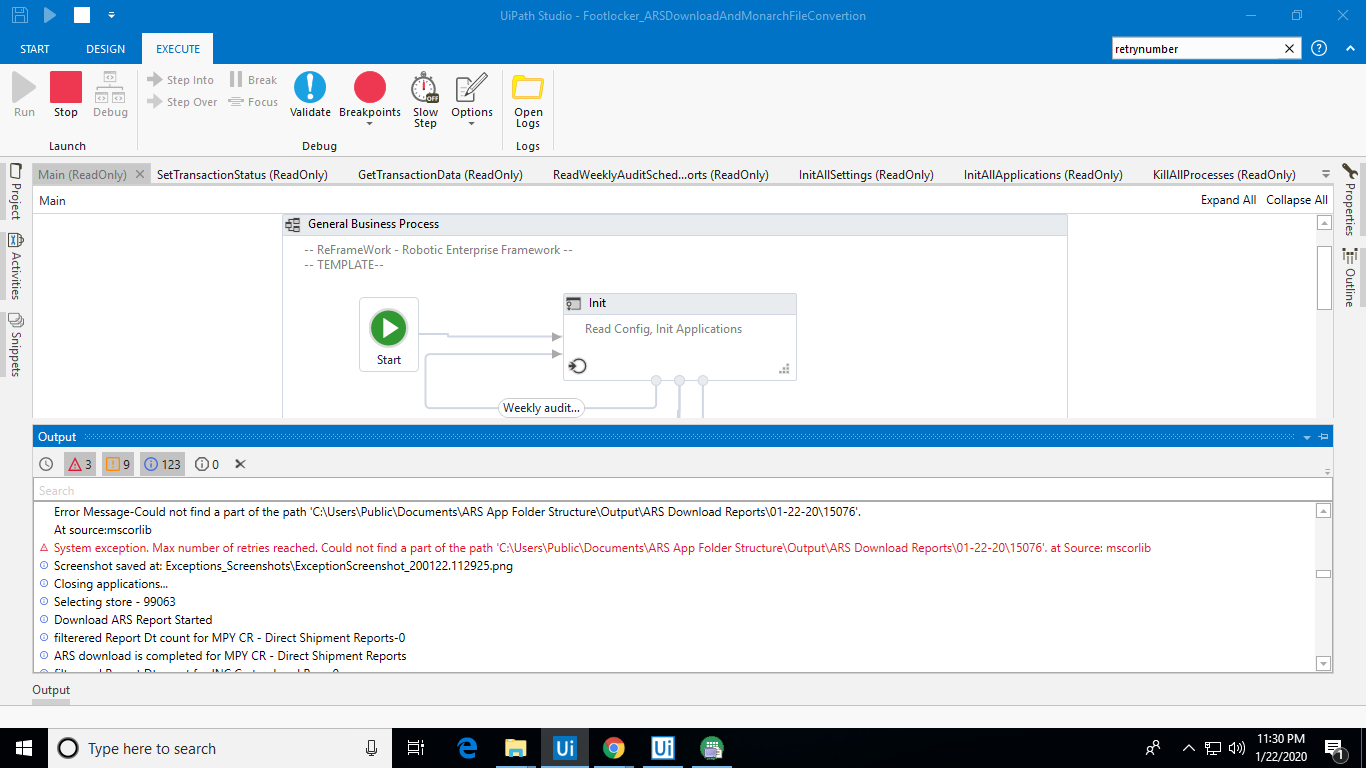 UiPath Studio - Footlocker_ARSDownloadAndMonarchFileConvertion
START DESIGN EXECUTE retrynumber
Run Stop Debug Step Into Step Over Break Focus Validate Breakpoints Slow Step Options Open Logs
Launch Debug Logs
Project
Activities
Snippets
Main (ReadOnly) SetTransactionStatus (ReadOnly) GetTransactionData (ReadOnly) ReadWeeklyAuditSched...orts (ReadOnly) InitAllSettings (ReadOnly) InitAllApplications (ReadOnly) KillAllProcesses (ReadOnly)
Properties
Outline
Main Expand All Collapse All
General Business Process
-- ReFrameWork - Robotic Enterprise Framework --
-- TEMPLATE--
Start
Init
Read Config, Init Applications
Weekly audit...
Output
3 9 123 0
Search
Error Message-Could not find a part of the path 'C:\Users\Public\Documents\ARS App Folder Structure\Output\ARS Download Reports\01-22-20\15076'.
At source:mscorlib
System exception. Max number of retries reached. Could not find a part of the path 'C:\Users\Public\Documents\ARS App Folder Structure\Output\ARS Download Reports\01-22-20\15076'. at Source: mscorlib
Screenshot saved at: Exceptions_Screenshots\ExceptionScreenshot_200122.112925.png
Closing applications...
Selecting store - 99063
Download ARS Report Started
filterered Report Dt count for MPY CR - Direct Shipment Reports-0
ARS download is completed for MPY CR - Direct Shipment Reports
Output
Type here to search
Ui Ui
11:30 PM
1/22/2020
1